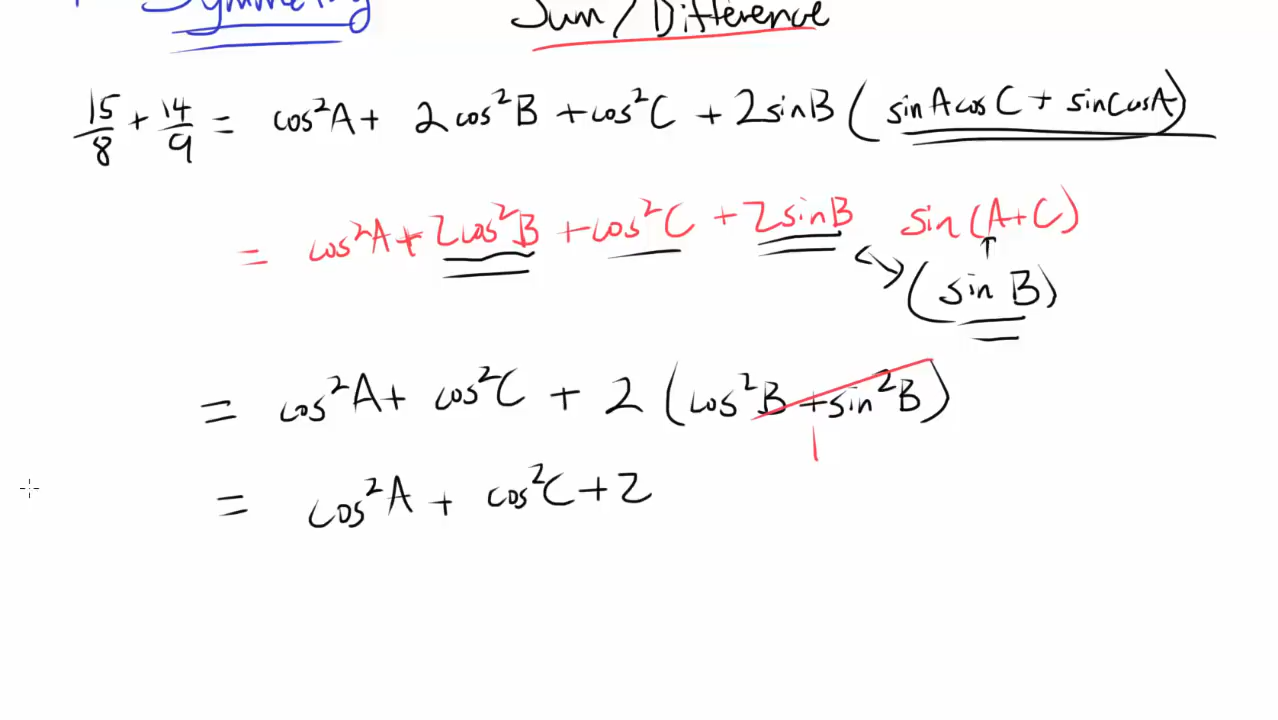 Symmetry Sum/Difference
15/8 + 14/9 = cos²A + 2cos²B + cos²C + 2sinB (sinAcosC + sinCcosA)
= cos²A + 2cos²B + cos²C + 2sinB sin(A+C)
(sin B)
= cos²A + cos²C + 2 (cos²B + sin²B)
1
= cos²A + cos²C + 2